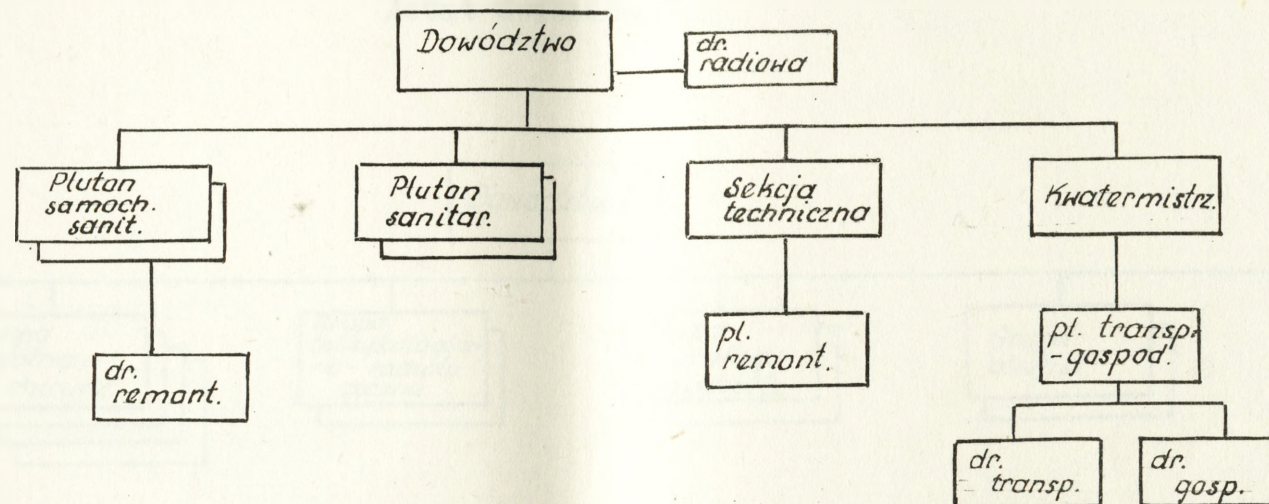 Dowództwo
dr.
radiowa
Pluton
samoch.
sanit.
Pluton
sanitar.
Sekcja
techniczna
Kwatermistrz.
dr.
remont.
pl.
remont.
pl. transp.
-gospod.
dr.
transp.
dr.
gosp.